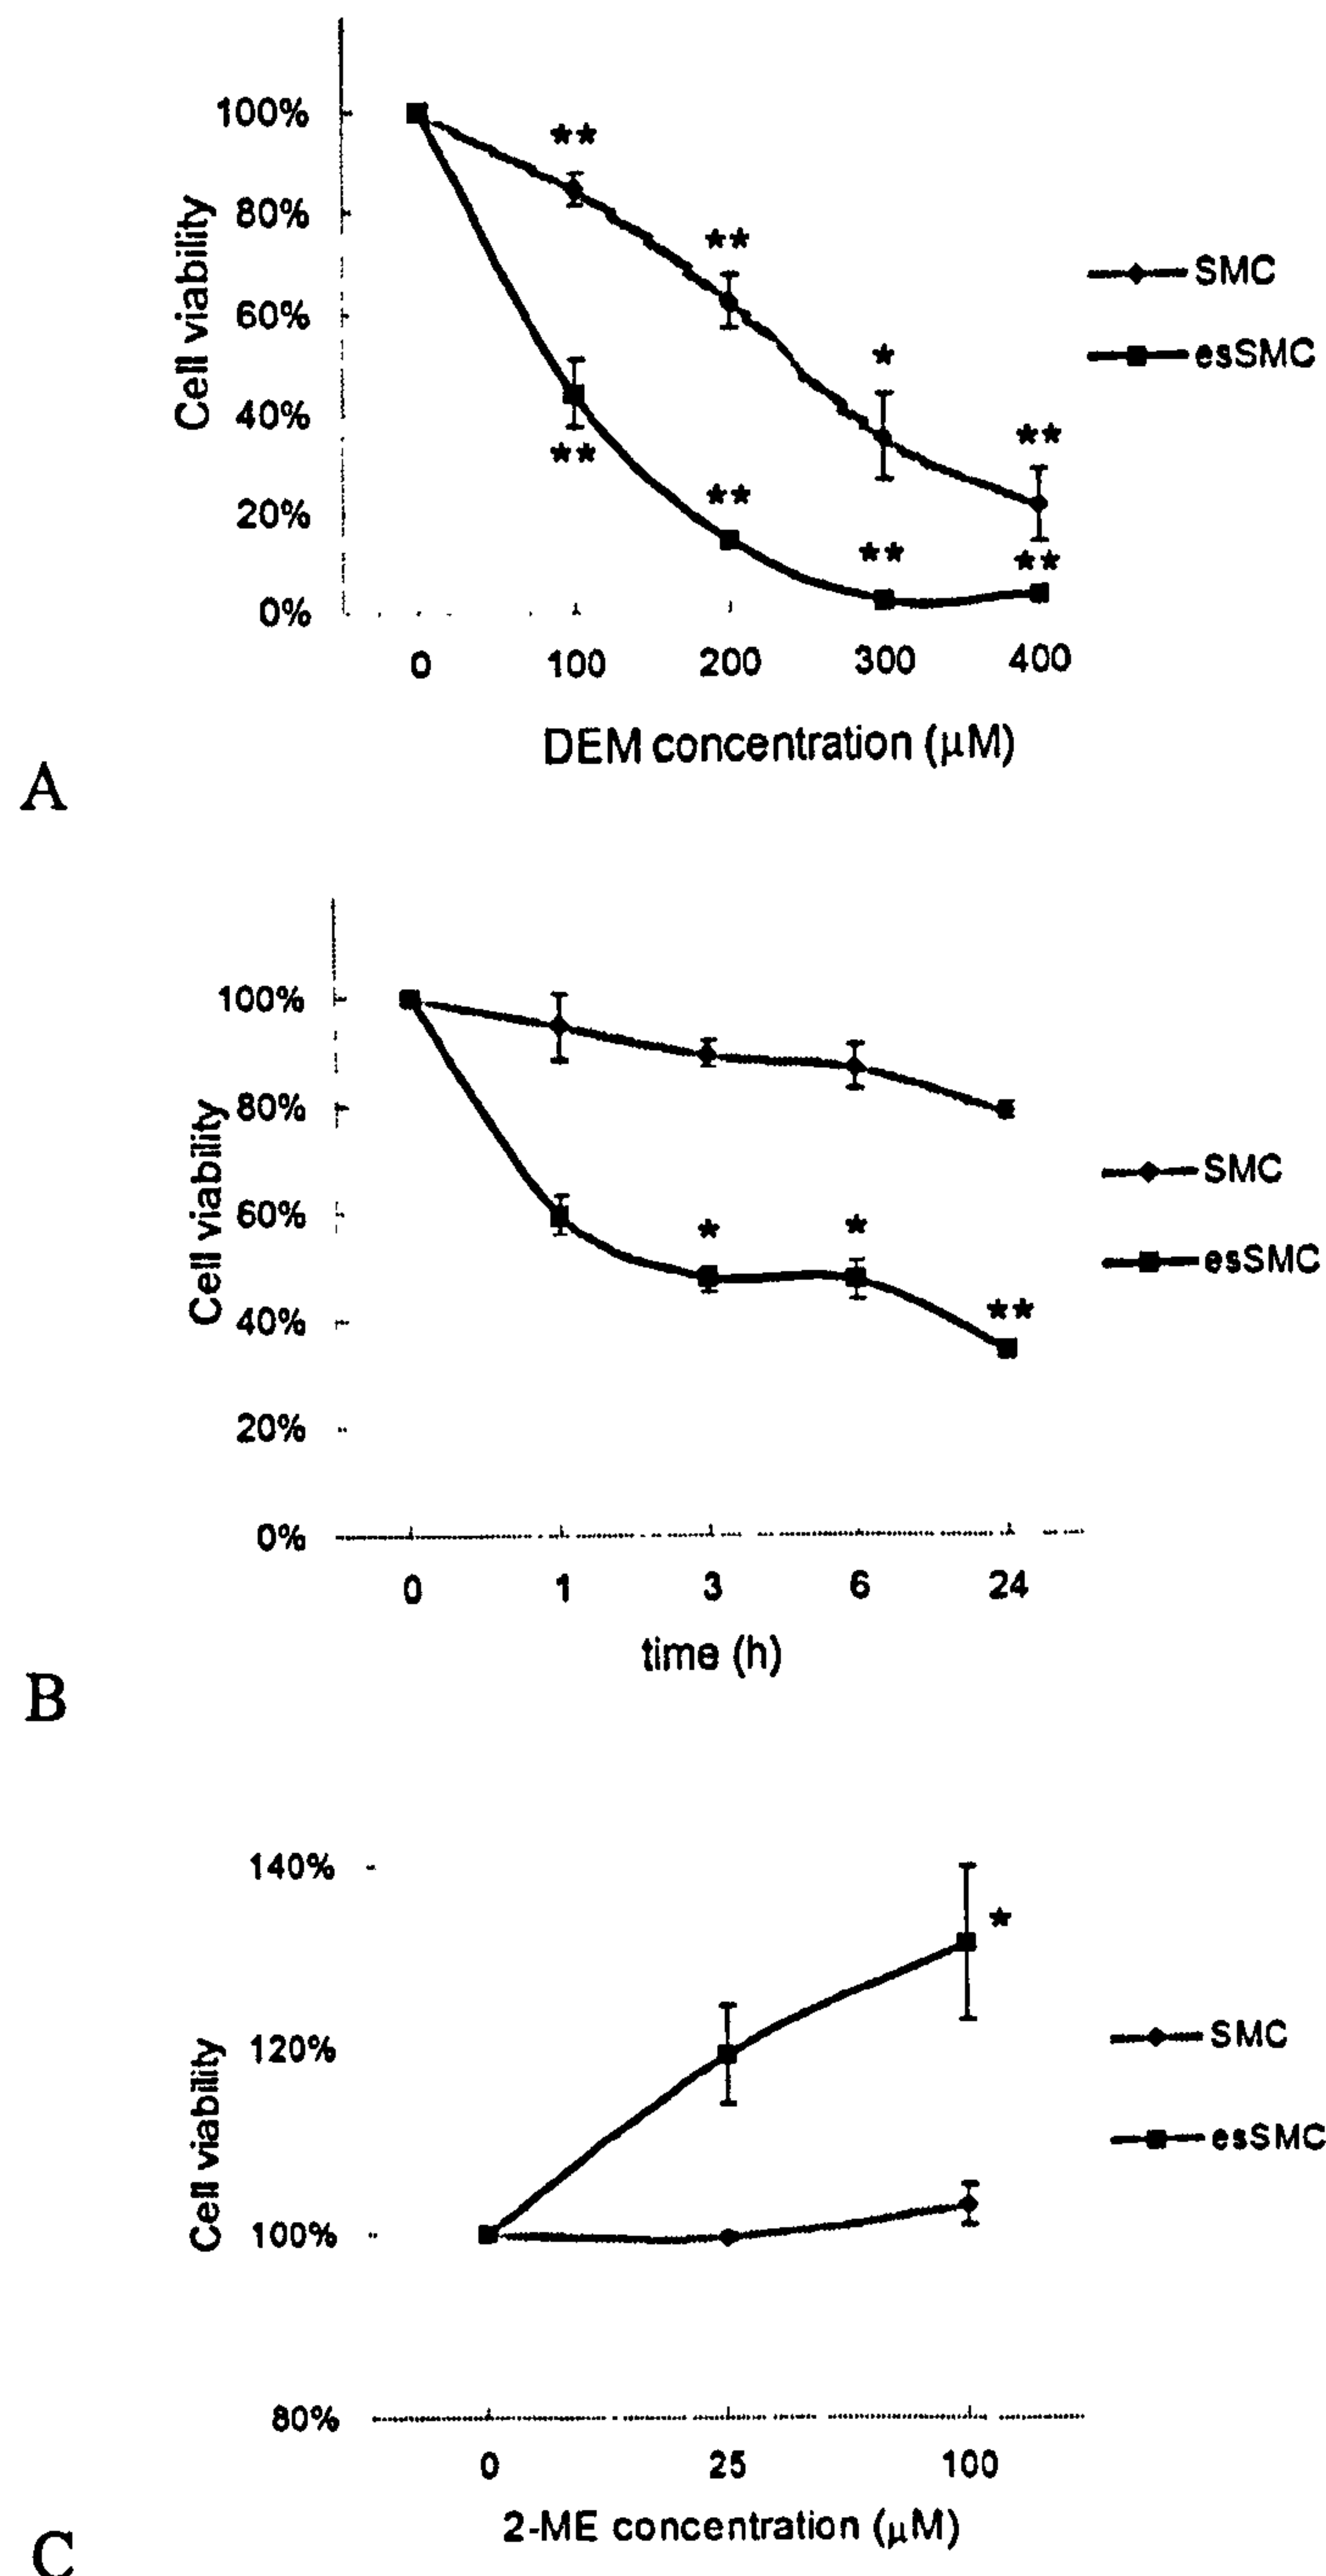 100%
80%
60%
40%
20%
0%
Cell viability
**
**
*
**
**
**
**
**
SMC
esSMC
0 100 200 300 400
DEM concentration (μM)
A
100%
80%
60%
40%
20%
0%
Cell viability
*
*
**
SMC
esSMC
0 1 3 6 24
time (h)
B
140%
120%
100%
80%
Cell viability
*
SMC
esSMC
0 25 100
2-ME concentration (μM)
C